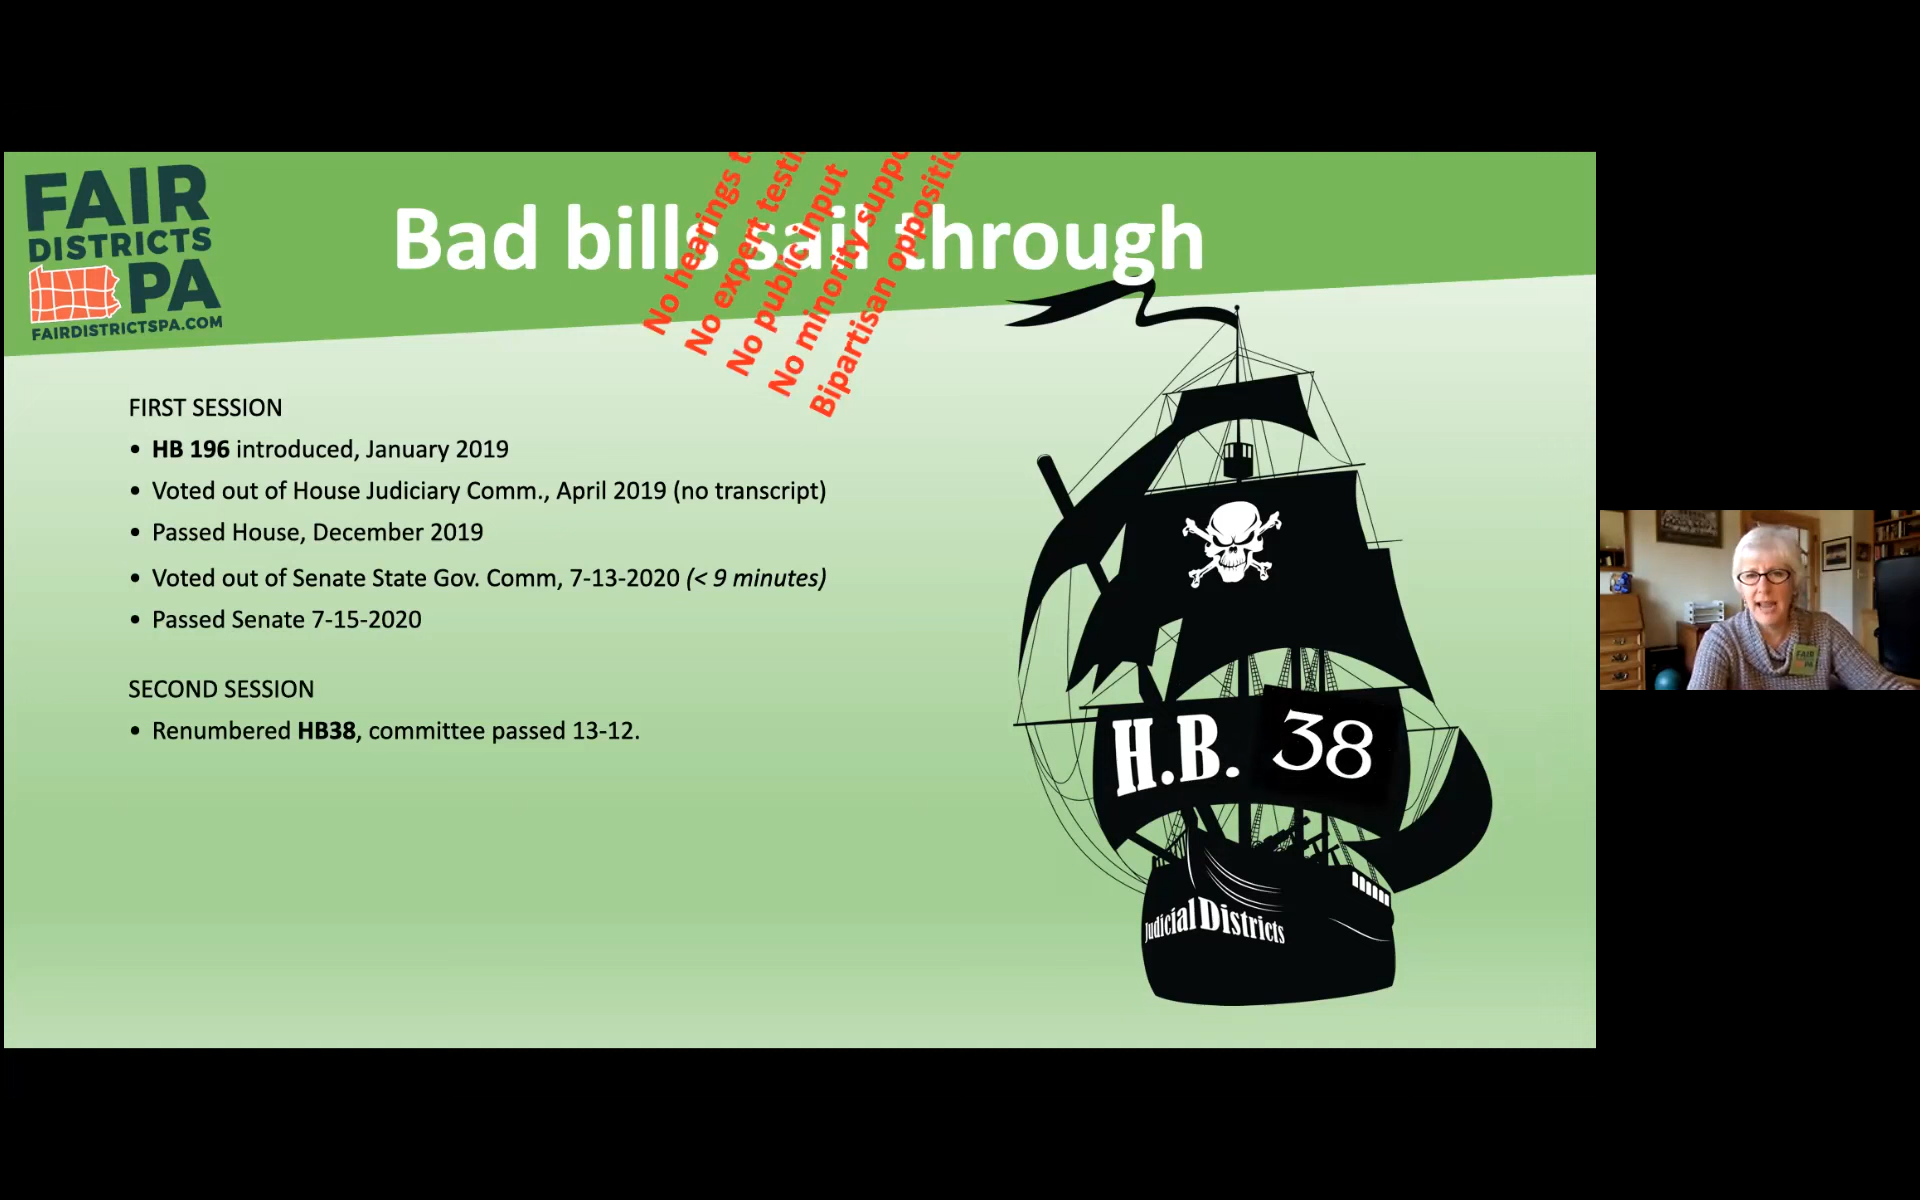 FAIR
DISTRICTS
PA
FAIRDISTRICTSPA.COM
Bad bills sail through
No hearings
No expert
No public input
No minority
Bipartisan
FIRST SESSION
• HB 196 introduced, January 2019
• Voted out of House Judiciary Comm., April 2019 (no transcript)
• Passed House, December 2019
• Voted out of Senate State Gov. Comm, 7-13-2020 (< 9 minutes)
• Passed Senate 7-15-2020
SECOND SESSION
• Renumbered HB38, committee passed 13-12.
H.B. 38
Judicial Districts
FAIR
PA